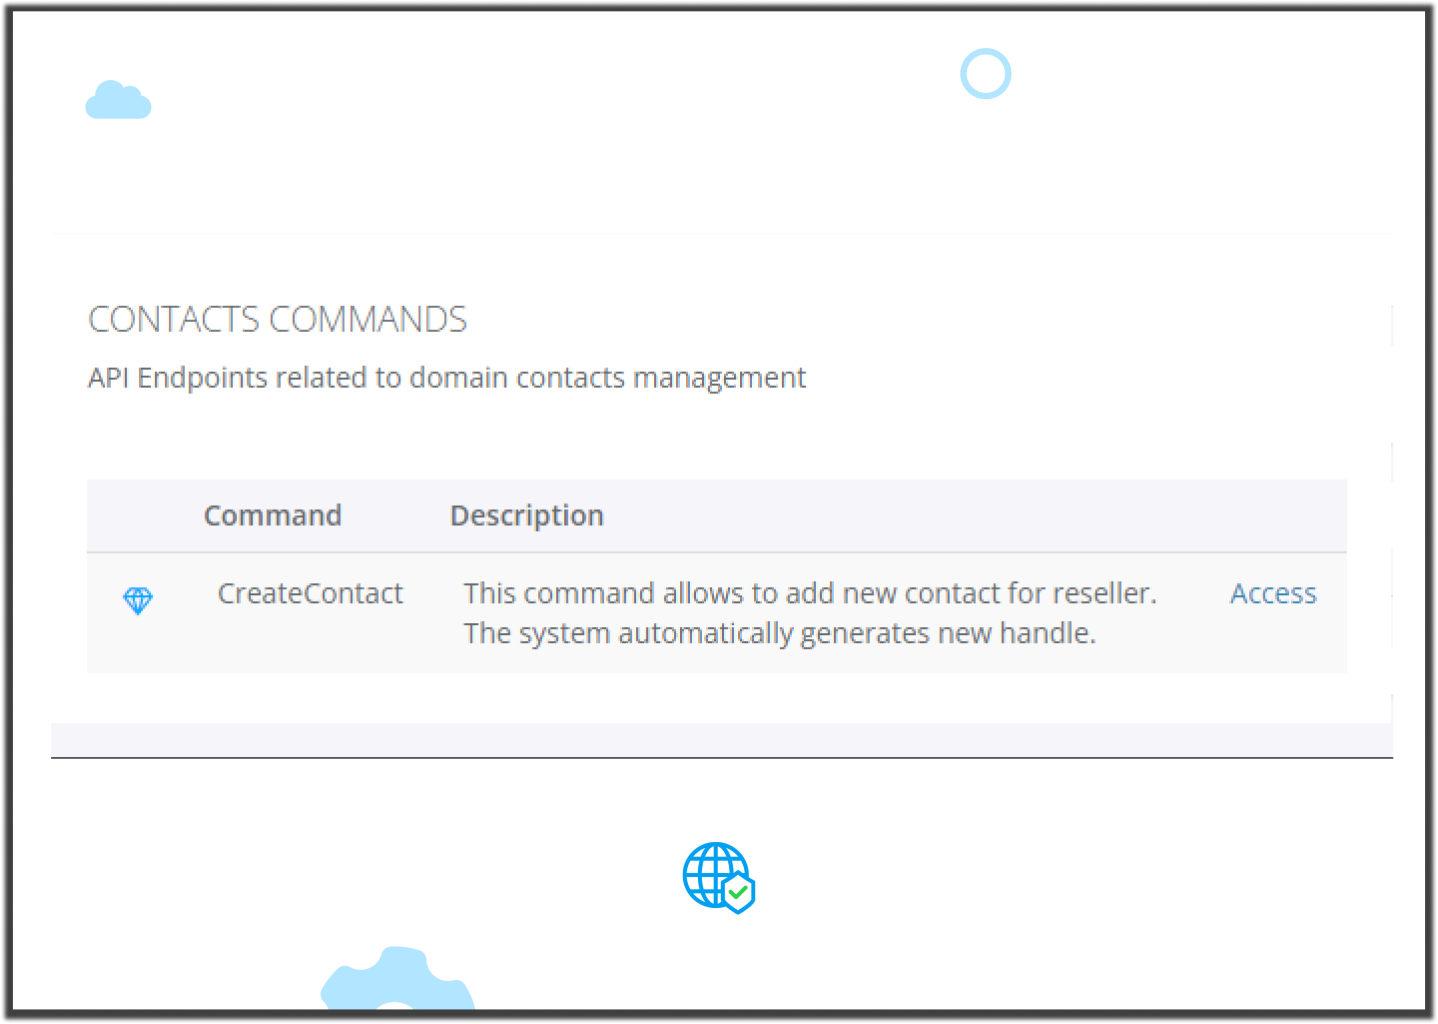 CONTACTS COMMANDS
API Endpoints related to domain contacts management
Command Description
CreateContact This command allows to add new contact for reseller. Access
The system automatically generates new handle.